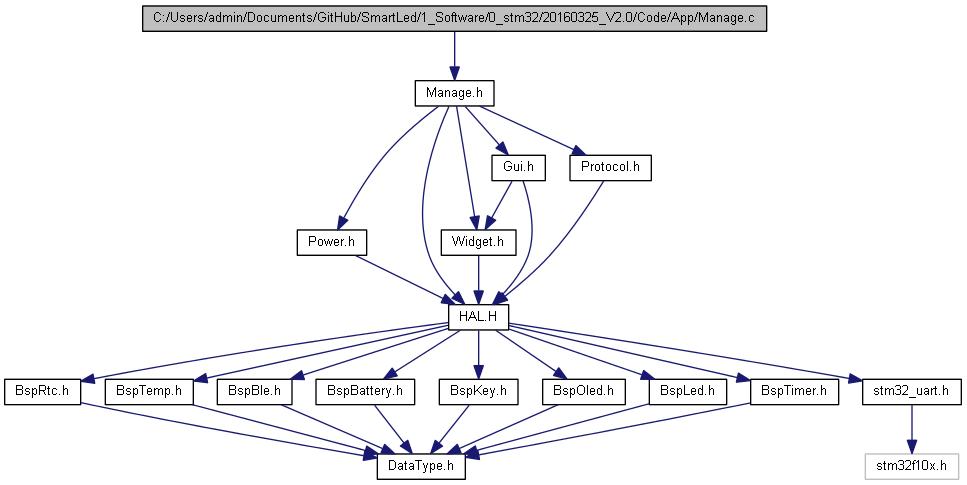 C:/Users/admin/Documents/GitHub/SmartLed/1_Software/0_stm32/20160325_V2.0/Code/App/Manage.c
Manage.h
Gui.h
Protocol.h
Power.h
Widget.h
HAL.H
BspRtc.h
BspTemp.h
BspBle.h
BspBattery.h
BspKey.h
BspOled.h
BspLed.h
BspTimer.h
stm32_uart.h
DataType.h
stm32f10x.h